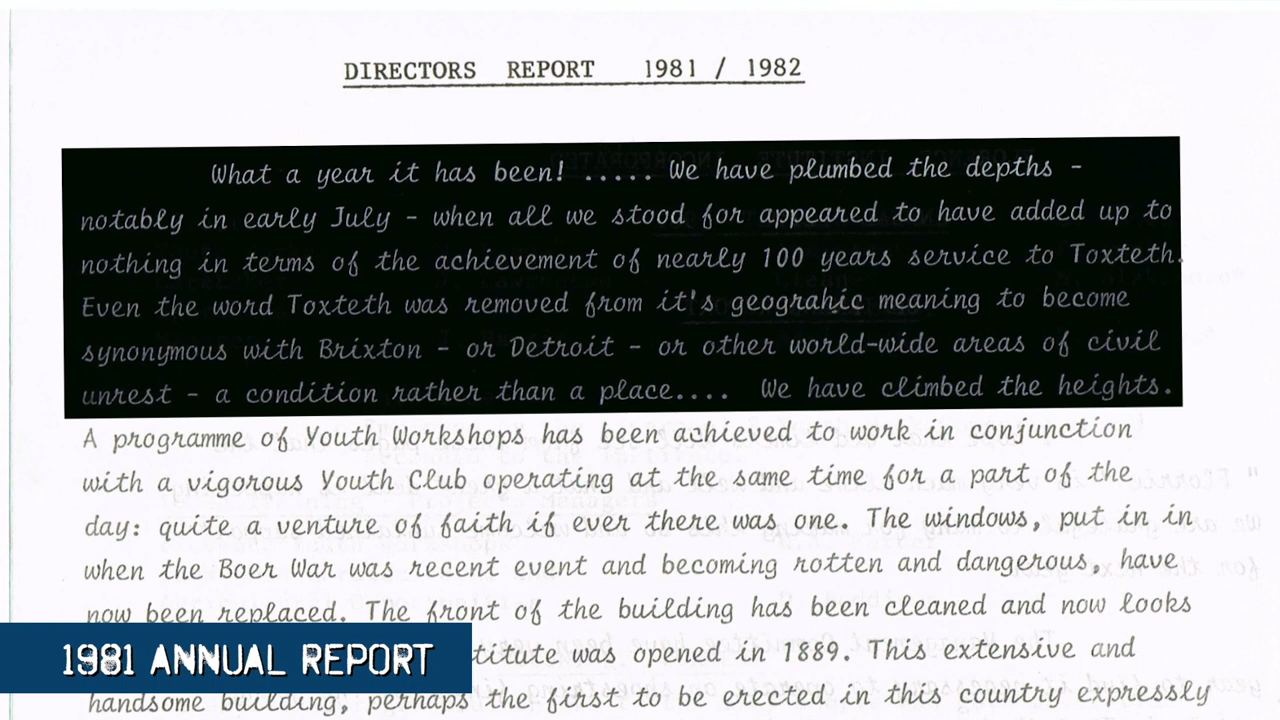 DIRECTORS REPORT 1981 / 1982
What a year it has been! ..... We have plumbed the depths -
notably in early July - when all we stood for appeared to have added up to
nothing in terms of the achievement of nearly 100 years service to Toxteth.
Even the word Toxteth was removed from it's geograhic meaning to become
synonymous with Brixton - or Detroit - or other world-wide areas of civil
unrest - a condition rather than a place.... We have climbed the heights.
A programme of Youth Workshops has been achieved to work in conjunction
with a vigorous Youth Club operating at the same time for a part of the
day: quite a venture of faith if ever there was one. The windows, put in in
when the Boer War was recent event and becoming rotten and dangerous, have
now been replaced. The front of the building has been cleaned and now looks
titute was opened in 1889. This extensive and
handsome building, perhaps the first to be erected in this country expressly
1981 ANNUAL REPORT